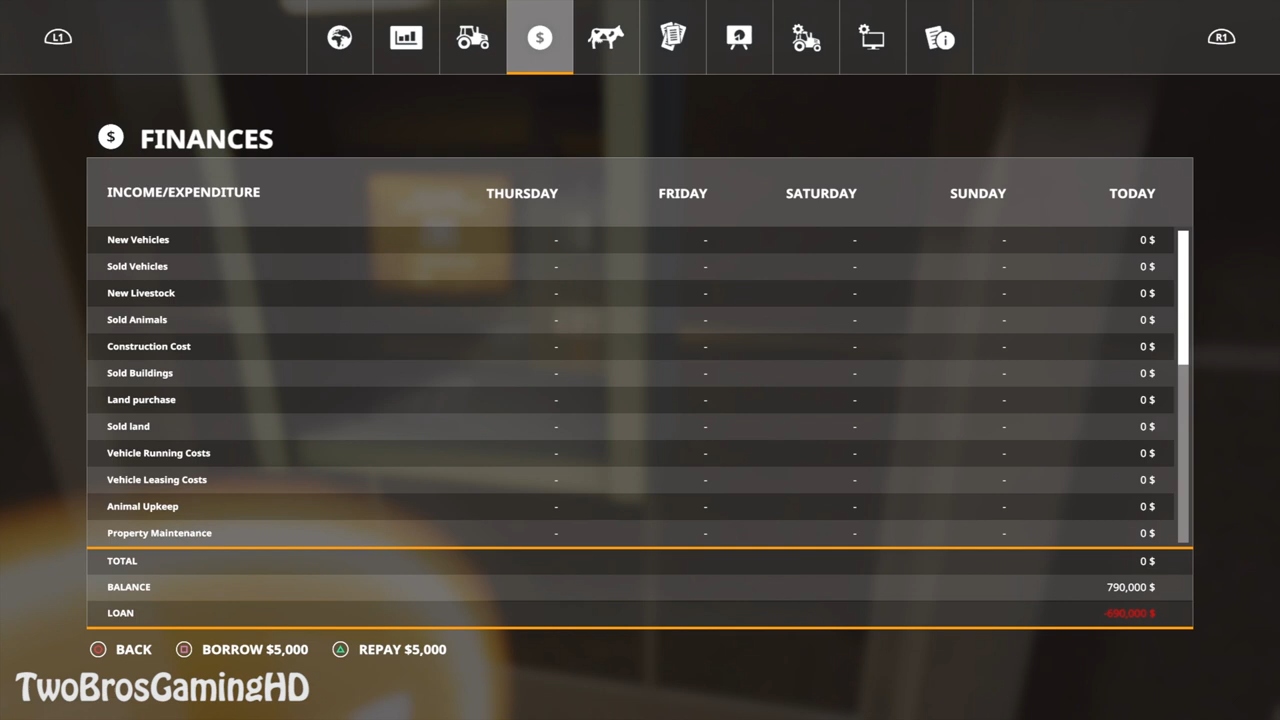 L1 R1
FINANCES
INCOME/EXPENDITURE THURSDAY FRIDAY SATURDAY SUNDAY TODAY
New Vehicles - - - - 0 $
Sold Vehicles - - - - 0 $
New Livestock - - - - 0 $
Sold Animals - - - - 0 $
Construction Cost - - - - 0 $
Sold Buildings - - - - 0 $
Land purchase - - - - 0 $
Sold land - - - - 0 $
Vehicle Running Costs - - - - 0 $
Vehicle Leasing Costs - - - - 0 $
Animal Upkeep - - - - 0 $
Property Maintenance - - - - 0 $
TOTAL 0 $
BALANCE 790,000 $
LOAN -690,000 $
BACK BORROW $5,000 REPAY $5,000
TwoBrosGamingHD